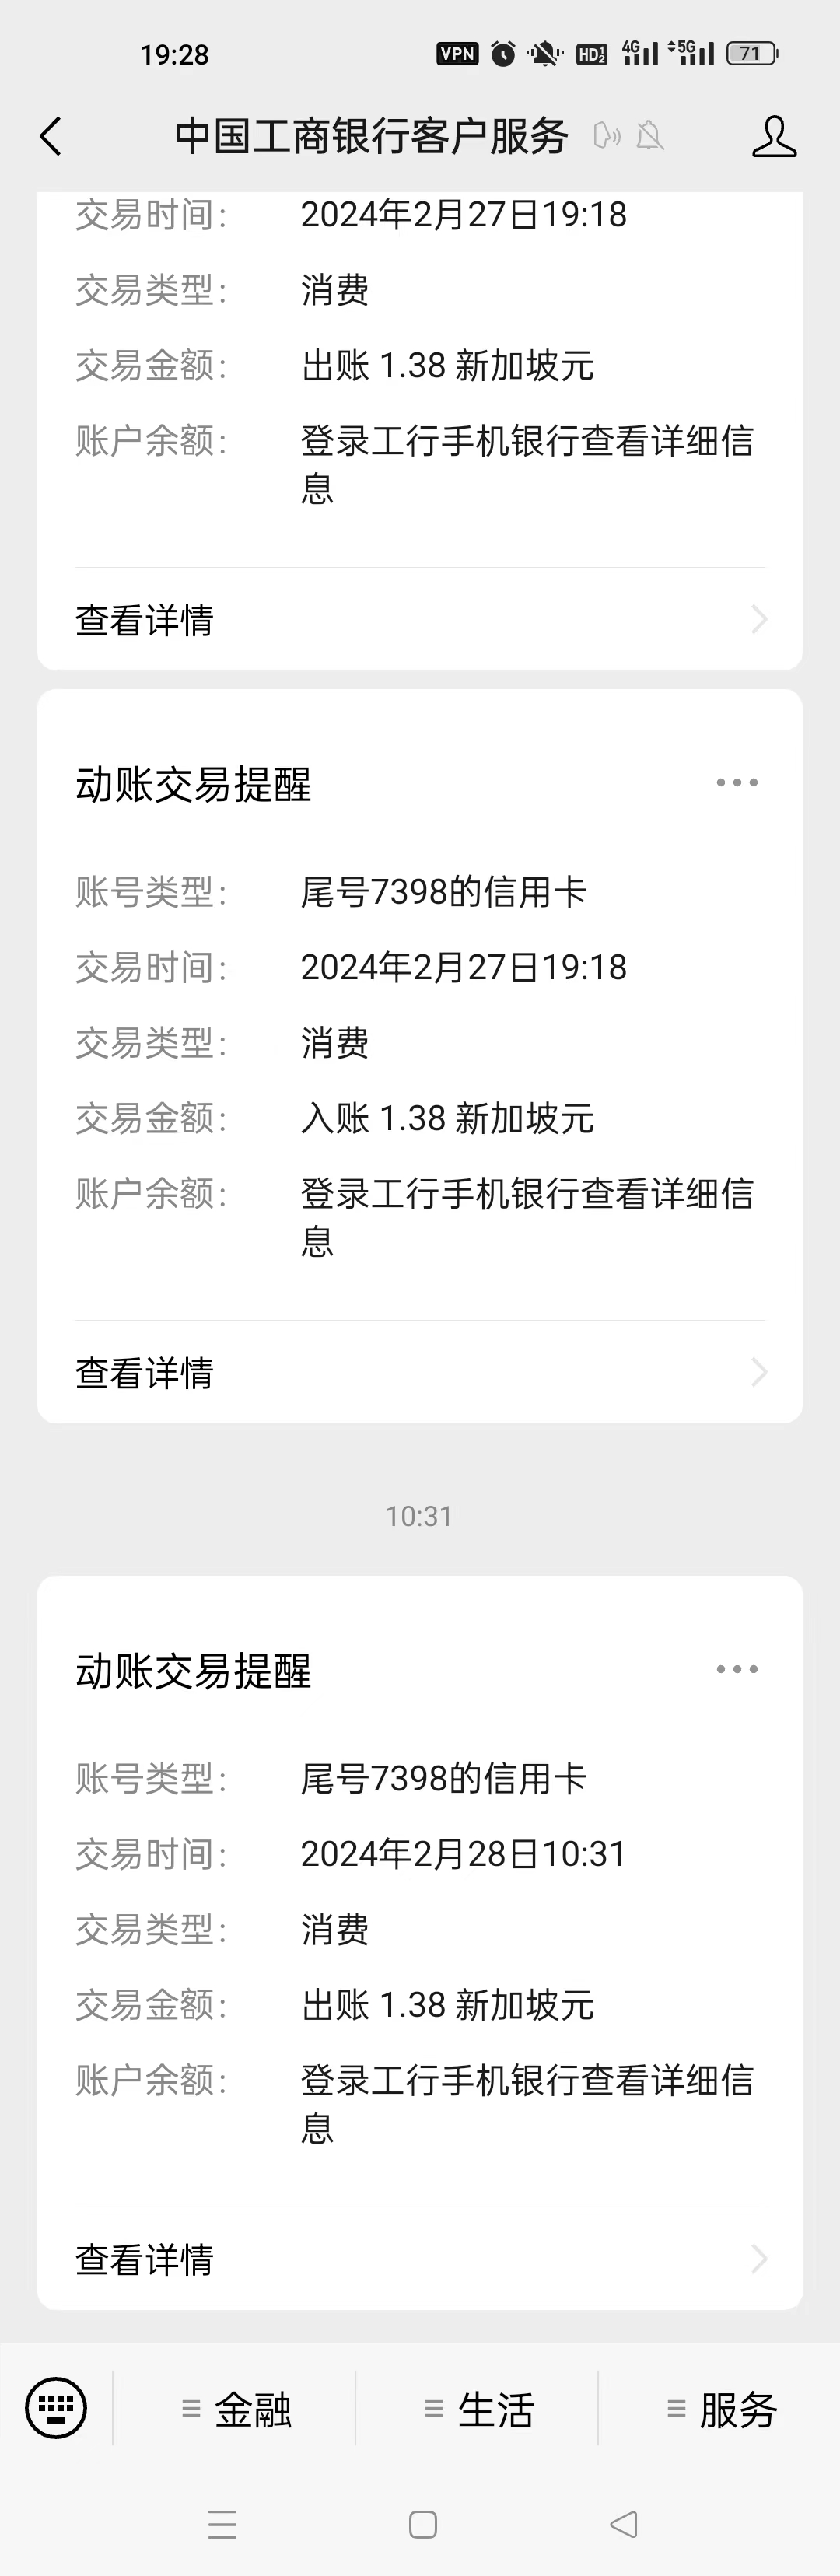 19:28 VPN HD 1 2 4G 5G 71
中国工商银行客户服务
交易时间： 2024年2月27日19:18
交易类型： 消费
交易金额： 出账 1.38 新加坡元
账户余额： 登录工行手机银行查看详细信
息
查看详情
动账交易提醒
账号类型： 尾号7398的信用卡
交易时间： 2024年2月27日19:18
交易类型： 消费
交易金额： 入账 1.38 新加坡元
账户余额： 登录工行手机银行查看详细信
息
查看详情
10:31
动账交易提醒
账号类型： 尾号7398的信用卡
交易时间： 2024年2月28日10:31
交易类型： 消费
交易金额： 出账 1.38 新加坡元
账户余额： 登录工行手机银行查看详细信
息
查看详情
金融 生活 服务